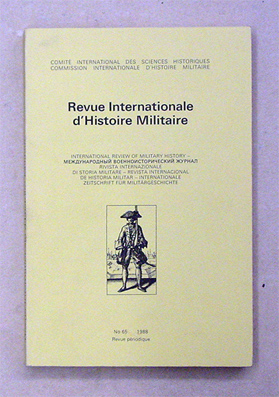 COMITÉ INTERNATIONAL DES SCIENCES HISTORIQUES
COMMISSION INTERNATIONALE D'HISTOIRE MILITAIRE
Revue Internationale
d'Histoire Militaire
INTERNATIONAL REVIEW OF MILITARY HISTORY –
МЕЖДУНАРОДНЫЙ ВОЕННОИСТОРИЧЕСКИЙ ЖУРНАЛ
RIVISTA INTERNAZIONALE
DI STORIA MILITARE – REVISTA INTERNACIONAL
DE HISTORIA MILITAR – INTERNATIONALE
ZEITSCHRIFT FÜR MILITÄRGESCHICHTE
No 65 1988
Revue périodique